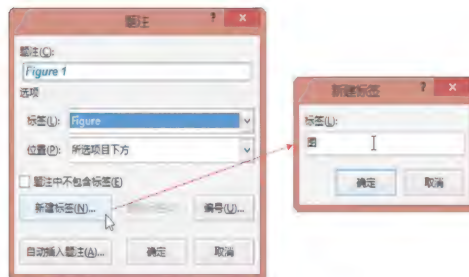 题注
题注(C):
Figure 1
选项
标签(L): Figure
位置(P): 所选项目下方
题注中不包含标签(E)
新建标签(N)... 编号(U)...
自动插入题注(A)... 确定 取消
新建标签
标签(L):
图
确定 取消